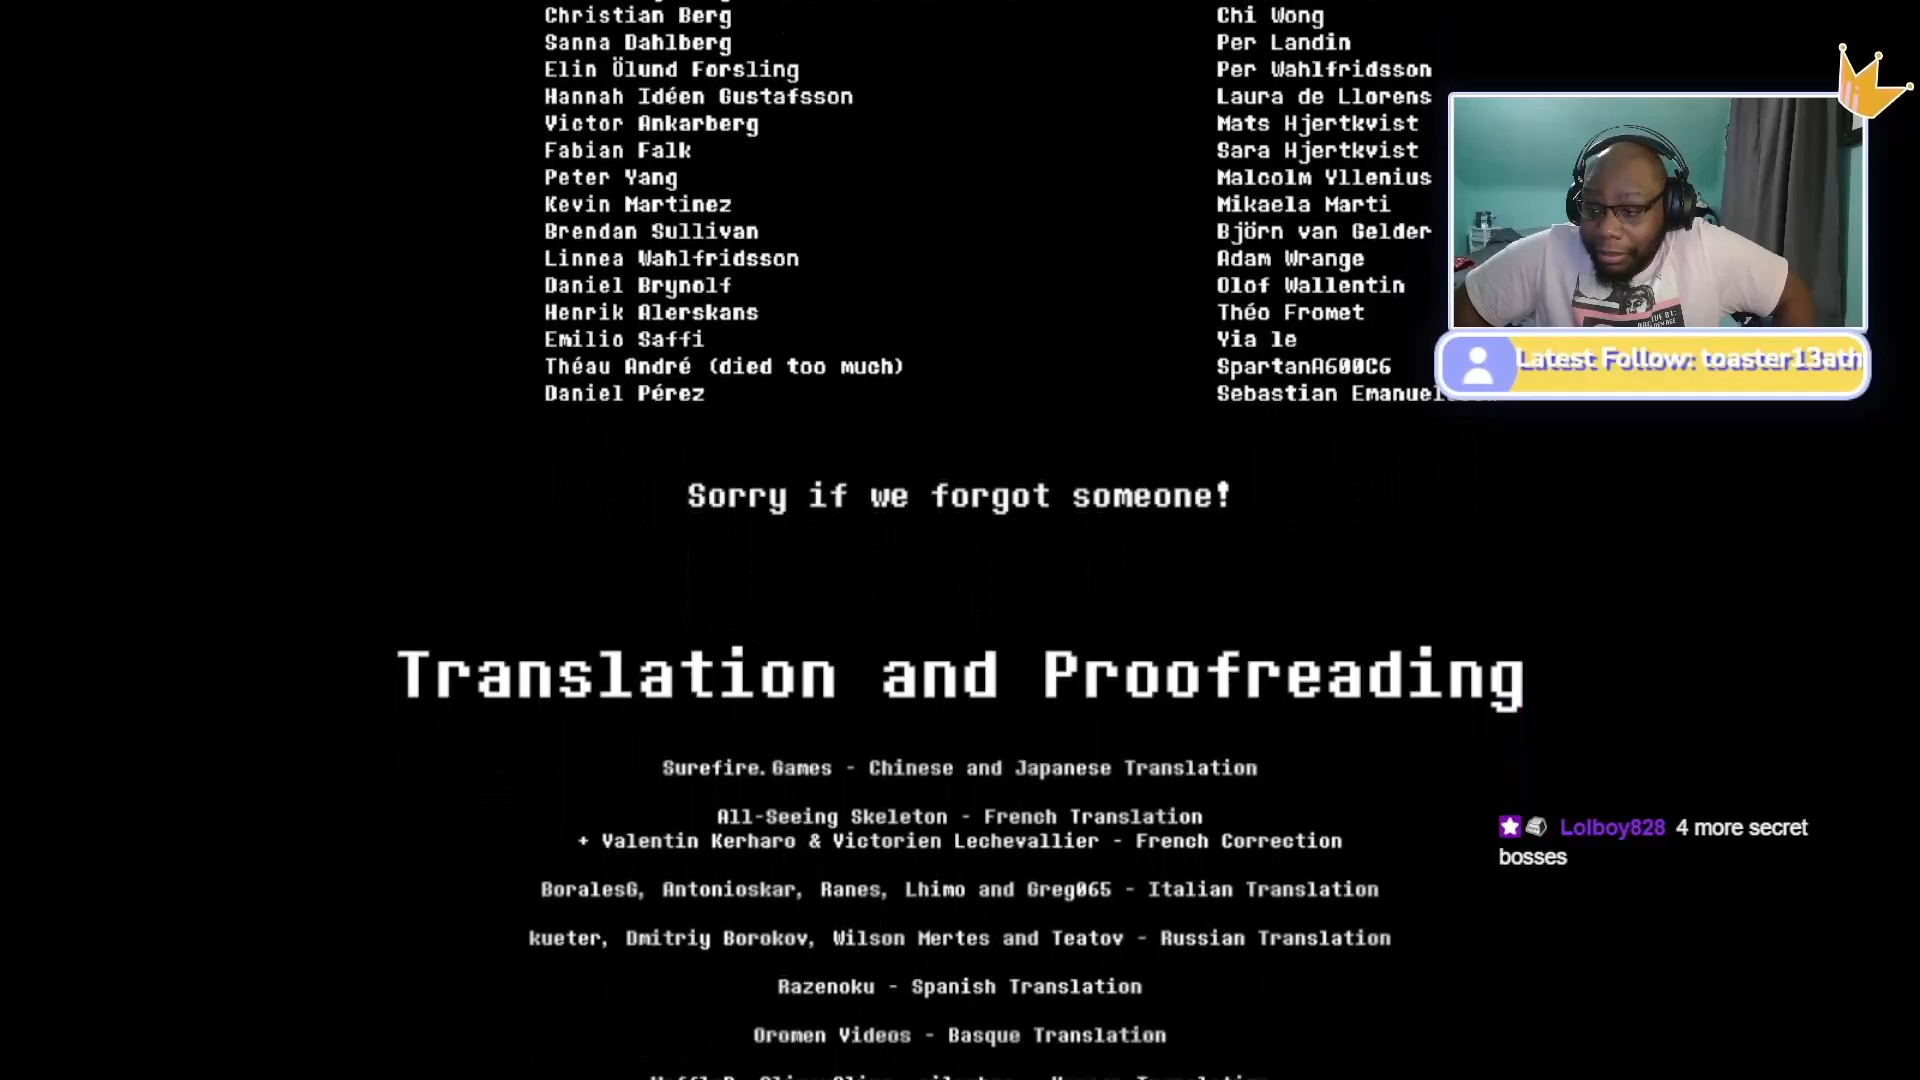 Christian Berg
Sanna Dahlberg
Elin Ölund Forsling
Hannah Idéen Gustafsson
Victor Ankarberg
Fabian Falk
Peter Yang
Kevin Martinez
Brendan Sullivan
Linnea Wahlfridsson
Daniel Brynolf
Henrik Alerskans
Emilio Saffi
Théau André (died too much)
Daniel Pérez
Chi Wong
Per Landin
Per Wahlfridsson
Laura de Llorens
Mats Hjertkvist
Sara Hjertkvist
Malcolm Yllenius
Mikaela Marti
Björn van Gelder
Adam Wrange
Olof Wallentin
Théo Fromet
Yia le
SpartanA600C6
Sebastian
Latest Follow: toaster13ath
Sorry if we forgot someone!
Translation and Proofreading
Surefire.Games - Chinese and Japanese Translation
All-Seeing Skeleton - French Translation
+ Valentin Kerharo & Victorien Lechevallier - French Correction
BoralesG, Antonioskar, Ranes, Lhimo and Greg065 - Italian Translation
kueter, Dmitriy Borokov, Wilson Mertes and Teatov - Russian Translation
Razenoku - Spanish Translation
Oromen Videos - Basque Translation
Lolboy828 4 more secret
bosses